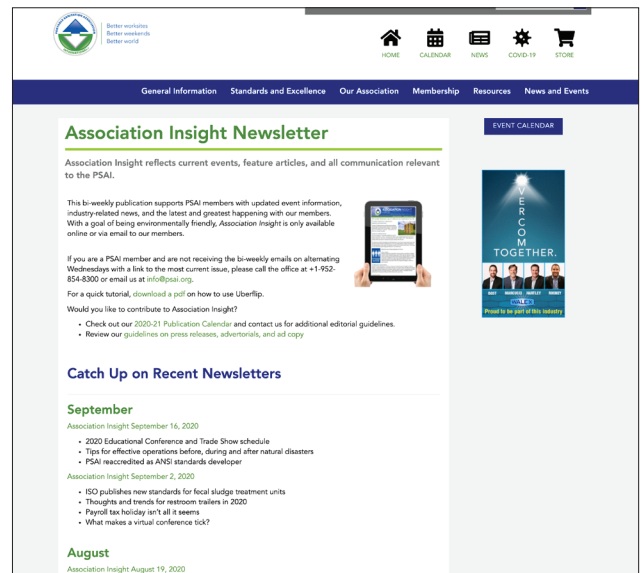 Better worksites
Better weekends
Better world
HOME
CALENDAR
NEWS
COVID-19
STORE
General Information
Standards and Excellence
Our Association
Membership
Resources
News and Events
Association Insight Newsletter
EVENT CALENDAR
Association Insight reflects current events, feature articles, and all communication relevant
to the PSAI.
This bi-weekly publication supports PSAI members with updated event information,
industry-related news, and the latest and greatest happening with our members.
With a goal of being environmentally friendly, Association Insight is only available
online or via email to our members.
If you are a PSAI member and are not receiving the bi-weekly emails on alternating
Wednesdays with a link to the most current issue, please call the office at +1-952-
854-8300 or email us at info@psai.org.
For a quick tutorial, download a pdf on how to use Uberflip.
Would you like to contribute to Association Insight?
• Check out our 2020-21 Publication Calendar and contact us for additional editorial guidelines.
• Review our guidelines on press releases, advertorials, and ad copy
OVERCOME
TOGETHER.
Proud to be part of this industry
Catch Up on Recent Newsletters
September
Association Insight September 16, 2020
• 2020 Educational Conference and Trade Show schedule
• Tips for effective operations before, during and after natural disasters
• PSAI reaccredited as ANSI standards developer
Association Insight September 2, 2020
• ISO publishes new standards for fecal sludge treatment units
• Thoughts and trends for restroom trailers in 2020
• Payroll tax holiday isn't all it seems
• What makes a virtual conference tick?
August
Association Insight August 19, 2020